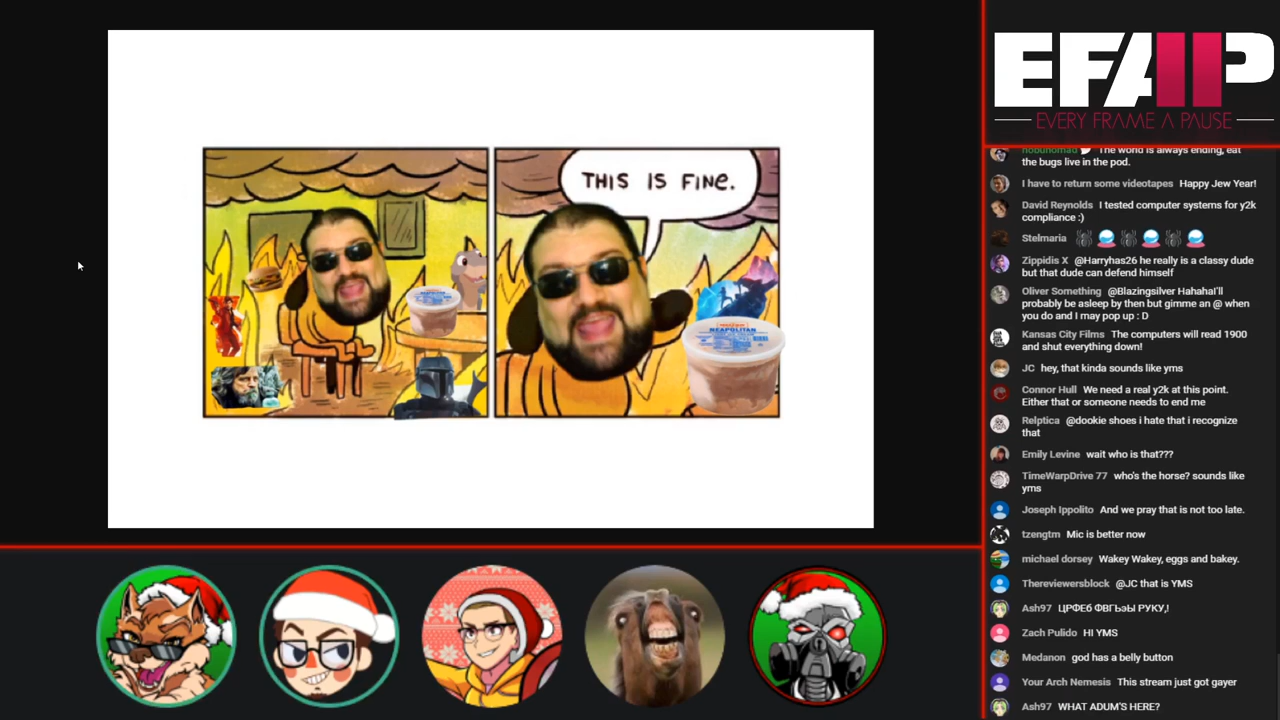 THIS IS FINE.
NEAPOLITAN
EFAP
EVERY FRAME A PAUSE
nobunomad The world is always ending, eat
the bugs live in the pod.
I have to return some videotapes Happy Jew Year!
David Reynolds I tested computer systems for y2k
compliance :)
Stelmaria
Zippidis X @Harryhas26 he really is a classy dude
but that dude can defend himself
Oliver Something @Blazingsilver Hahaha!I'll
probably be asleep by then but gimme an @ when
you do and I may pop up : D
Kansas City Films The computers will read 1900
and shut everything down!
JC hey, that kinda sounds like yms
Connor Hull We need a real y2k at this point.
Either that or someone needs to end me
Relptica @dookie shoes i hate that i recognize
that
Emily Levine wait who is that???
TimeWarpDrive 77 who's the horse? sounds like
yms
Joseph Ippolito And we pray that is not too late.
tzengtm Mic is better now
michael dorsey Wakey Wakey, eggs and bakey.
Thereviewersblock @JC that is YMS
Ash97 ЦРФЕб ФВГЪэЫ РУКУ,!
Zach Pulido HI YMS
Medanon god has a belly button
Your Arch Nemesis This stream just got gayer
Ash97 WHAT ADUM'S HERE?